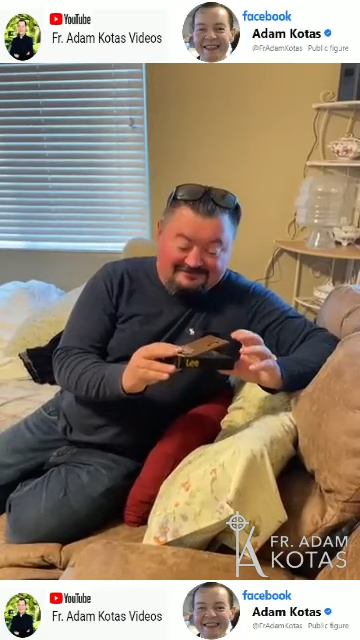 YouTube
Fr. Adam Kotas Videos
facebook
Adam Kotas
@FrAdamKotas · Public figure
Lee
FR. ADAM
KOTAS
YouTube
Fr. Adam Kotas Videos
facebook
Adam Kotas
@FrAdamKotas · Public figure